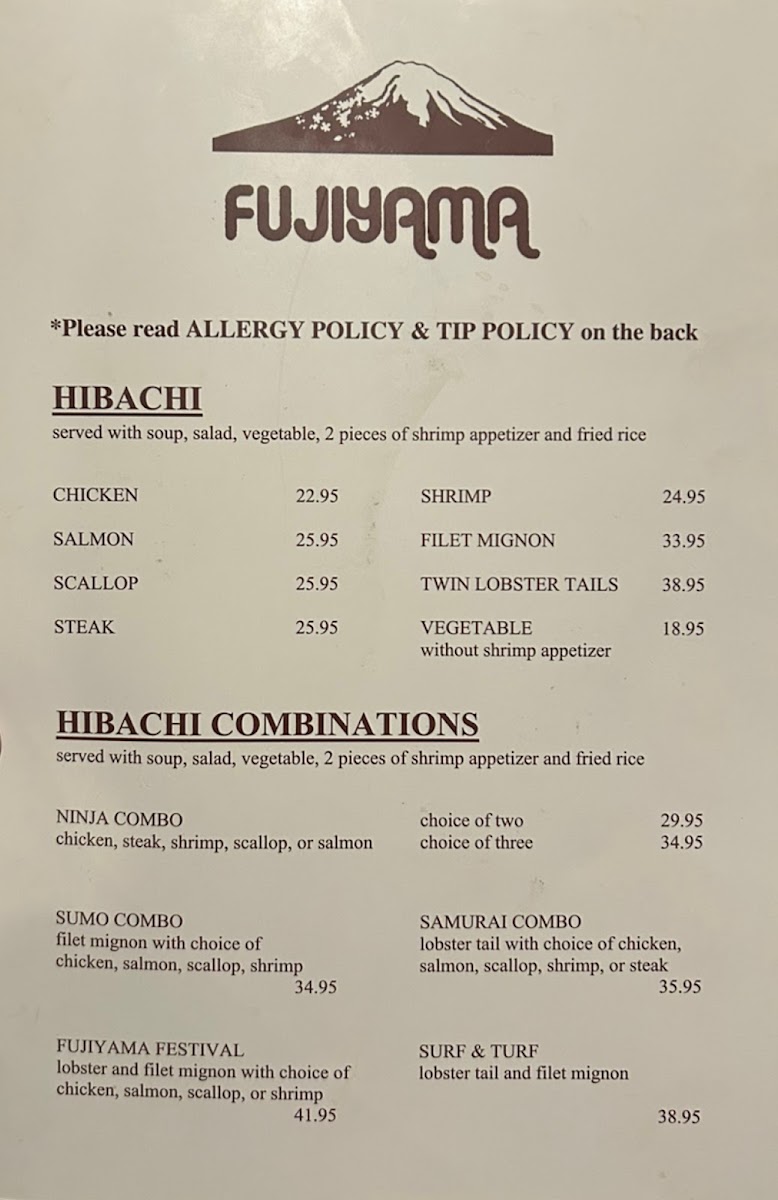 FUJIYAMA
*Please read ALLERGY POLICY & TIP POLICY on the back
HIBACHI
served with soup, salad, vegetable, 2 pieces of shrimp appetizer and fried rice
CHICKEN 22.95
SHRIMP 24.95
SALMON 25.95
FILET MIGNON 33.95
SCALLOP 25.95
TWIN LOBSTER TAILS 38.95
STEAK 25.95
VEGETABLE 18.95
without shrimp appetizer
HIBACHI COMBINATIONS
served with soup, salad, vegetable, 2 pieces of shrimp appetizer and fried rice
NINJA COMBO
chicken, steak, shrimp, scallop, or salmon
choice of two 29.95
choice of three 34.95
SUMO COMBO
filet mignon with choice of
chicken, salmon, scallop, shrimp
34.95
SAMURAI COMBO
lobster tail with choice of chicken,
salmon, scallop, shrimp, or steak
35.95
FUJIYAMA FESTIVAL
lobster and filet mignon with choice of
chicken, salmon, scallop, or shrimp
41.95
SURF & TURF
lobster tail and filet mignon
38.95